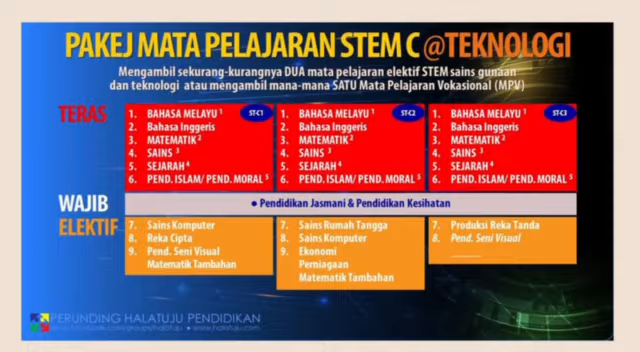 PAKEJ MATA PELAJARAN STEM C @TEKNOLOGI
Mengambil sekurang-kurangnya DUA mata pelajaran elektif STEM sains gunaan
dan teknologi atau mengambil mana-mana SATU Mata Pelajaran Vokasional (MPV)
TERAS
1. BAHASA MELAYU ¹ ST-C1
2. Bahasa Inggeris
3. MATEMATIK ²
4. SAINS ³
5. SEJARAH ⁴
6. PEND. ISLAM/ PEND. MORAL ⁵
1. BAHASA MELAYU ¹ ST-C2
2. Bahasa Inggeris
3. MATEMATIK ²
4. SAINS ³
5. SEJARAH ⁴
6. PEND. ISLAM/ PEND. MORAL ⁵
1. BAHASA MELAYU ¹ ST-C3
2. Bahasa Inggeris
3. MATEMATIK ²
4. SAINS ³
5. SEJARAH ⁴
6. PEND. ISLAM/ PEND. MORAL ⁵
WAJIB
• Pendidikan Jasmani & Pendidikan Kesihatan
ELEKTIF
7. Sains Komputer
8. Reka Cipta
9. Pend. Seni Visual
Matematik Tambahan
7. Sains Rumah Tangga
8. Sains Komputer
9. Ekonomi
Perniagaan
Matematik Tambahan
7. Produksi Reka Tanda
8. Pend. Seni Visual
PERUNDING HALATUJU PENDIDIKAN